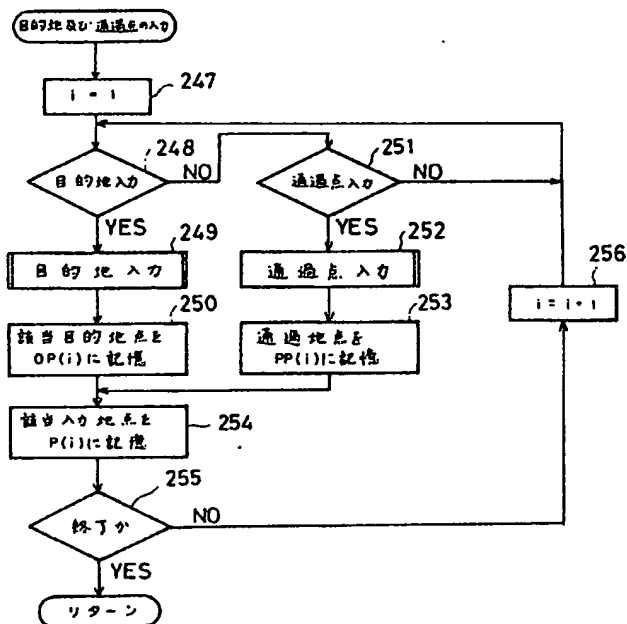 目的地及び通過点の入力
i = 1
247
目的地入力
248
NO
YES
通過点入力
251
NO
YES
目的地入力
249
通過点入力
252
256
i = i + 1
該当目的地点を
OP(i)に記憶
250
通過地点を
PP(i)に記憶
253
該当入力地点を
P(i)に記憶
254
終了か
255
NO
YES
リターン